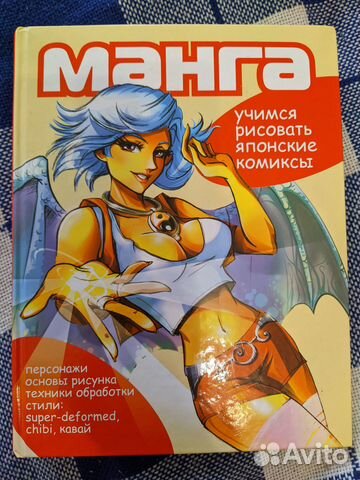 манга
учимся
рисовать
японские
комиксы
персонажи
основы рисунка
техники обработки
стили:
super-deformed,
chibi, кавай
Avito